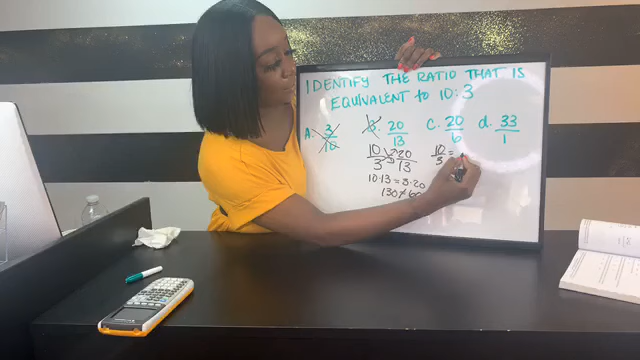 IDENTIFY THE RATIO THAT IS
EQUIVALENT to 10:3
A. 3/10 B. 20/13 C. 20/6 d. 33/1
10/3 = 20/13 10/3 =
10·13 = 3·20
130 ≠ 60